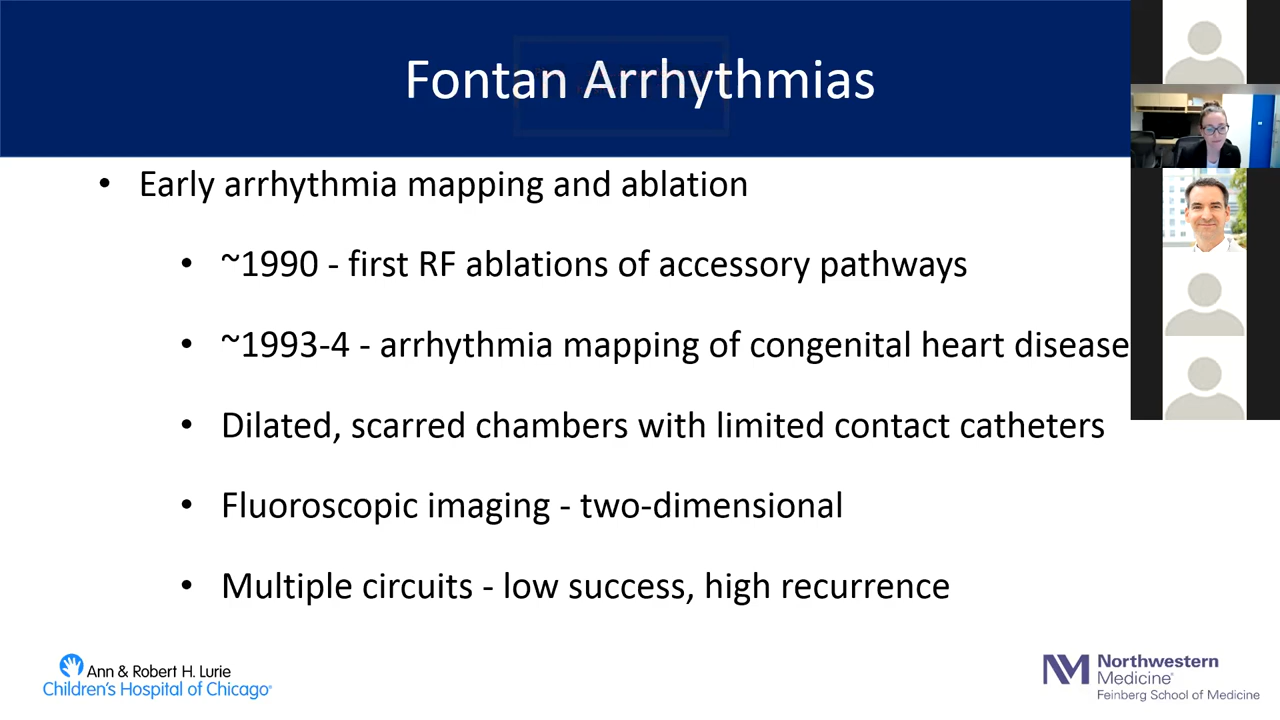 Fontan Arrhythmias
• Early arrhythmia mapping and ablation
• ~1990 - first RF ablations of accessory pathways
• ~1993-4 - arrhythmia mapping of congenital heart disease
• Dilated, scarred chambers with limited contact catheters
• Fluoroscopic imaging - two-dimensional
• Multiple circuits - low success, high recurrence
Ann & Robert H. Lurie
Children's Hospital of Chicago®
NM Northwestern
Medicine®
Feinberg School of Medicine